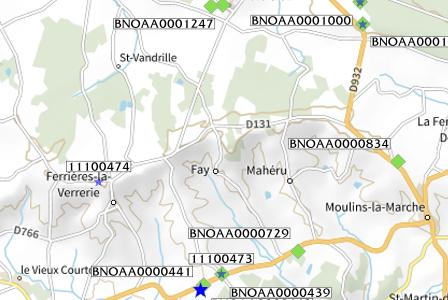 BNOAA0001247
BNOAA0001000
BNOAA0001
St-Vandrille
D932
D131
La Fer
BNOAA0000834
11100474
Ferrières-la-
Verrerie
Fay
Mahéru
Moulins-la-Marche
D766
BNOAA0000729
11100473
le Vieux Court
BNOAA0000441
BNOAA0000439
St-Martin